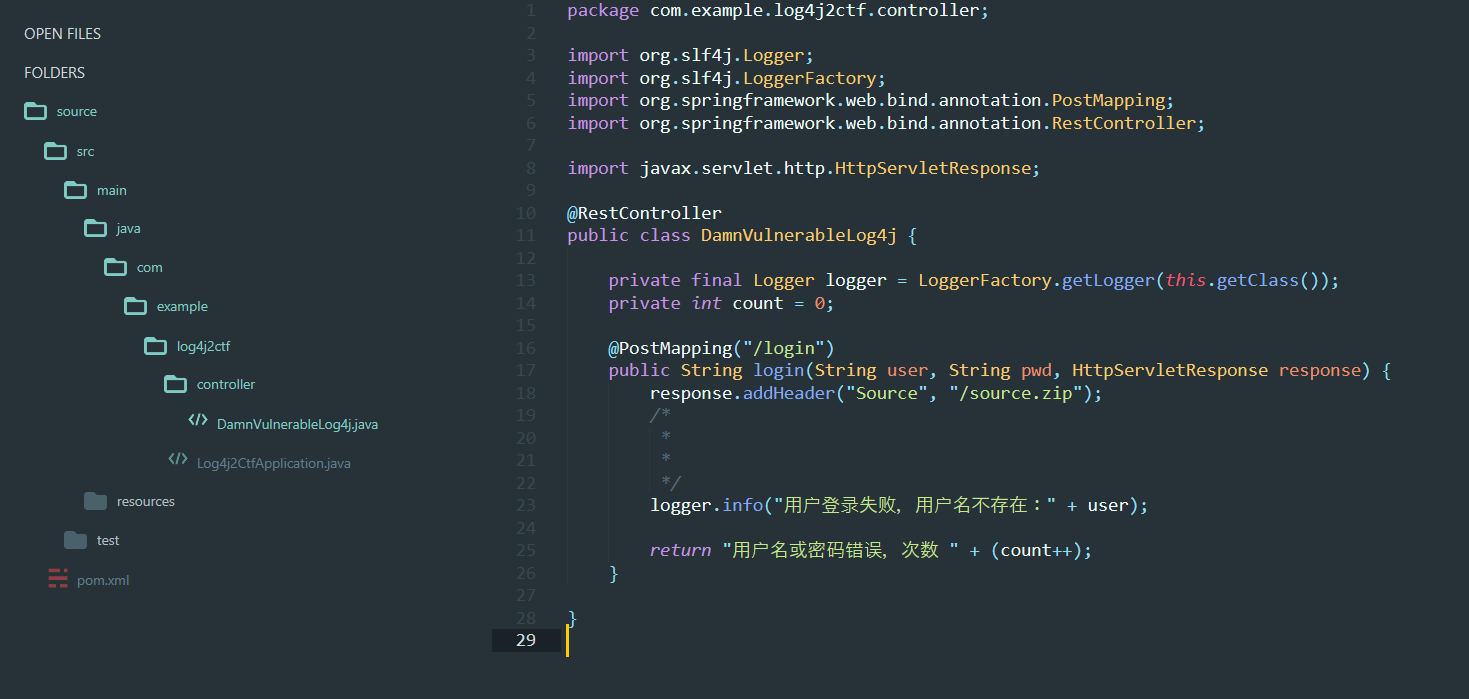 OPEN FILES
FOLDERS
source
src
main
java
com
example
log4j2ctf
controller
DamnVulnerableLog4j.java
Log4j2CtfApplication.java
resources
test
pom.xml
1 package com.example.log4j2ctf.controller;
2
3 import org.slf4j.Logger;
4 import org.slf4j.LoggerFactory;
5 import org.springframework.web.bind.annotation.PostMapping;
6 import org.springframework.web.bind.annotation.RestController;
7
8 import javax.servlet.http.HttpServletResponse;
9
10 @RestController
11 public class DamnVulnerableLog4j {
12
13     private final Logger logger = LoggerFactory.getLogger(this.getClass());
14     private int count = 0;
15
16     @PostMapping("/login")
17     public String login(String user, String pwd, HttpServletResponse response) {
18         response.addHeader("Source", "/source.zip");
19         /*
20          *
21          *
22          */
23         logger.info("用户登录失败，用户名不存在：" + user);
24
25         return "用户名或密码错误，次数 " + (count++);
26     }
27
28 }
29